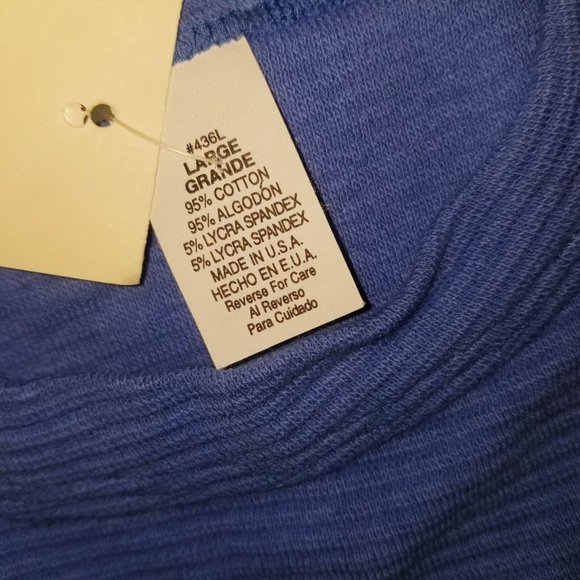 #436L
LARGE
GRANDE
95% COTTON
95% ALGODÓN
5% LYCRA SPANDEX
5% LYCRA SPANDEX
MADE IN U.S.A.
HECHO EN E.U.A.
Reverse For Care
Al Reverso
Para Cuidado